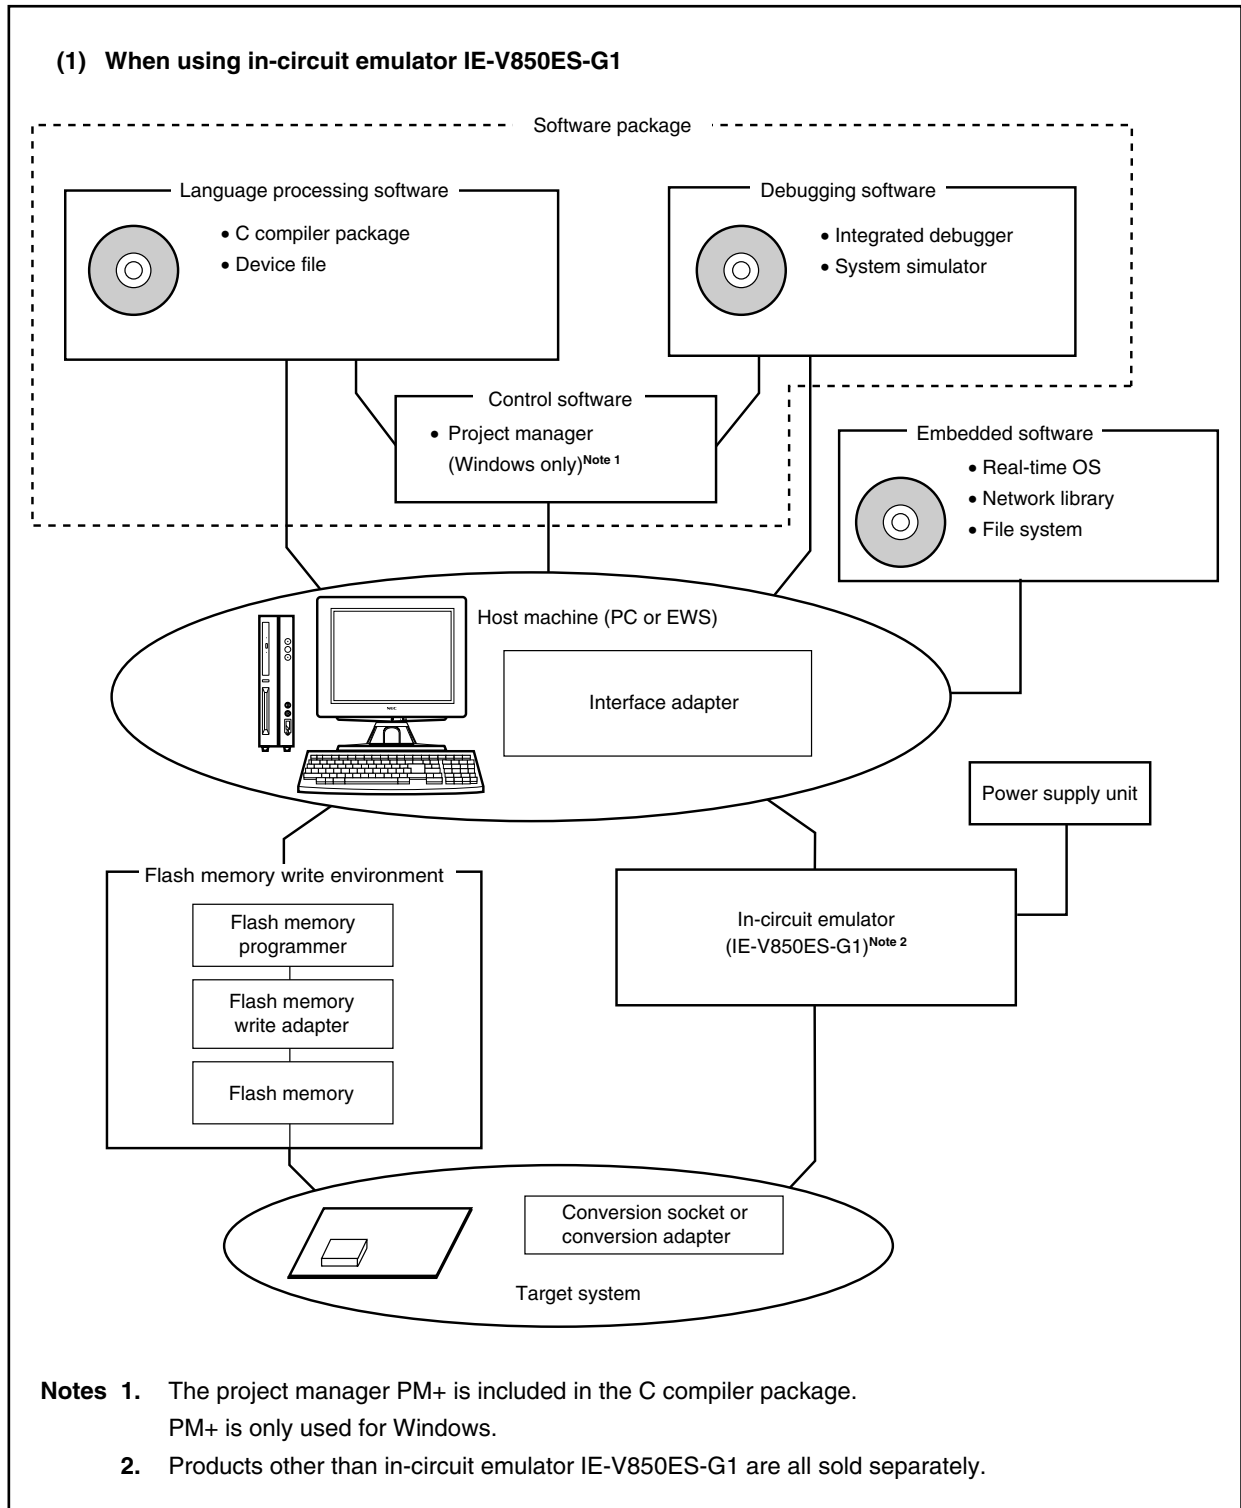 (1) When using in-circuit emulator IE-V850ES-G1
Software package
Language processing software
• C compiler package
• Device file
Debugging software
• Integrated debugger
• System simulator
Control software
• Project manager
(Windows only)Note 1
Embedded software
• Real-time OS
• Network library
• File system
Host machine (PC or EWS)
Interface adapter
NEC
Power supply unit
Flash memory write environment
Flash memory
programmer
Flash memory
write adapter
Flash memory
In-circuit emulator
(IE-V850ES-G1)Note 2
Conversion socket or
conversion adapter
Target system
Notes 1. The project manager PM+ is included in the C compiler package.
PM+ is only used for Windows.
2. Products other than in-circuit emulator IE-V850ES-G1 are all sold separately.